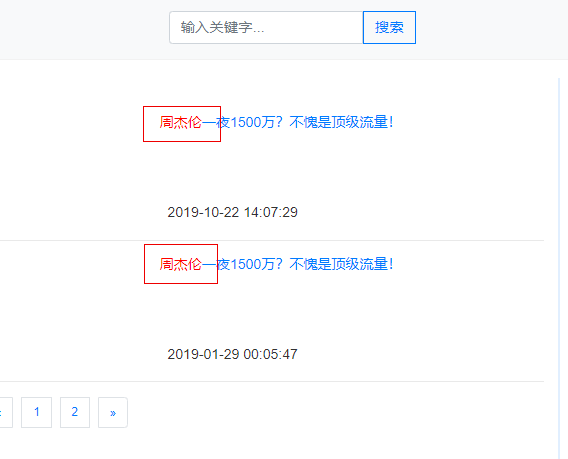 输入关键字... 搜索
周杰伦一夜1500万？不愧是顶级流量！
2019-10-22 14:07:29
周杰伦一夜1500万？不愧是顶级流量！
2019-01-29 00:05:47
1 2 »